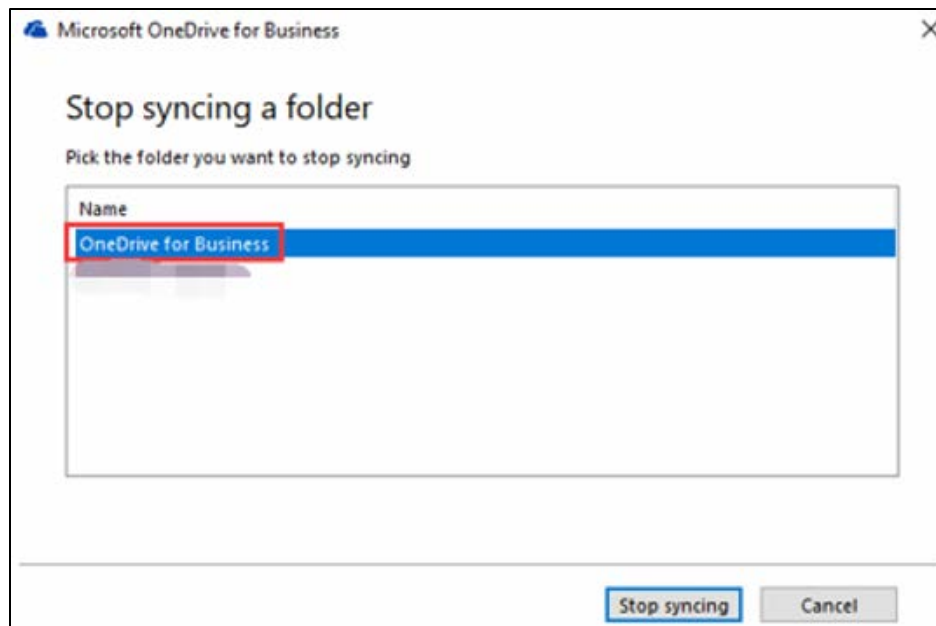 Microsoft OneDrive for Business
Stop syncing a folder
Pick the folder you want to stop syncing
Name
OneDrive for Business
Stop syncing
Cancel